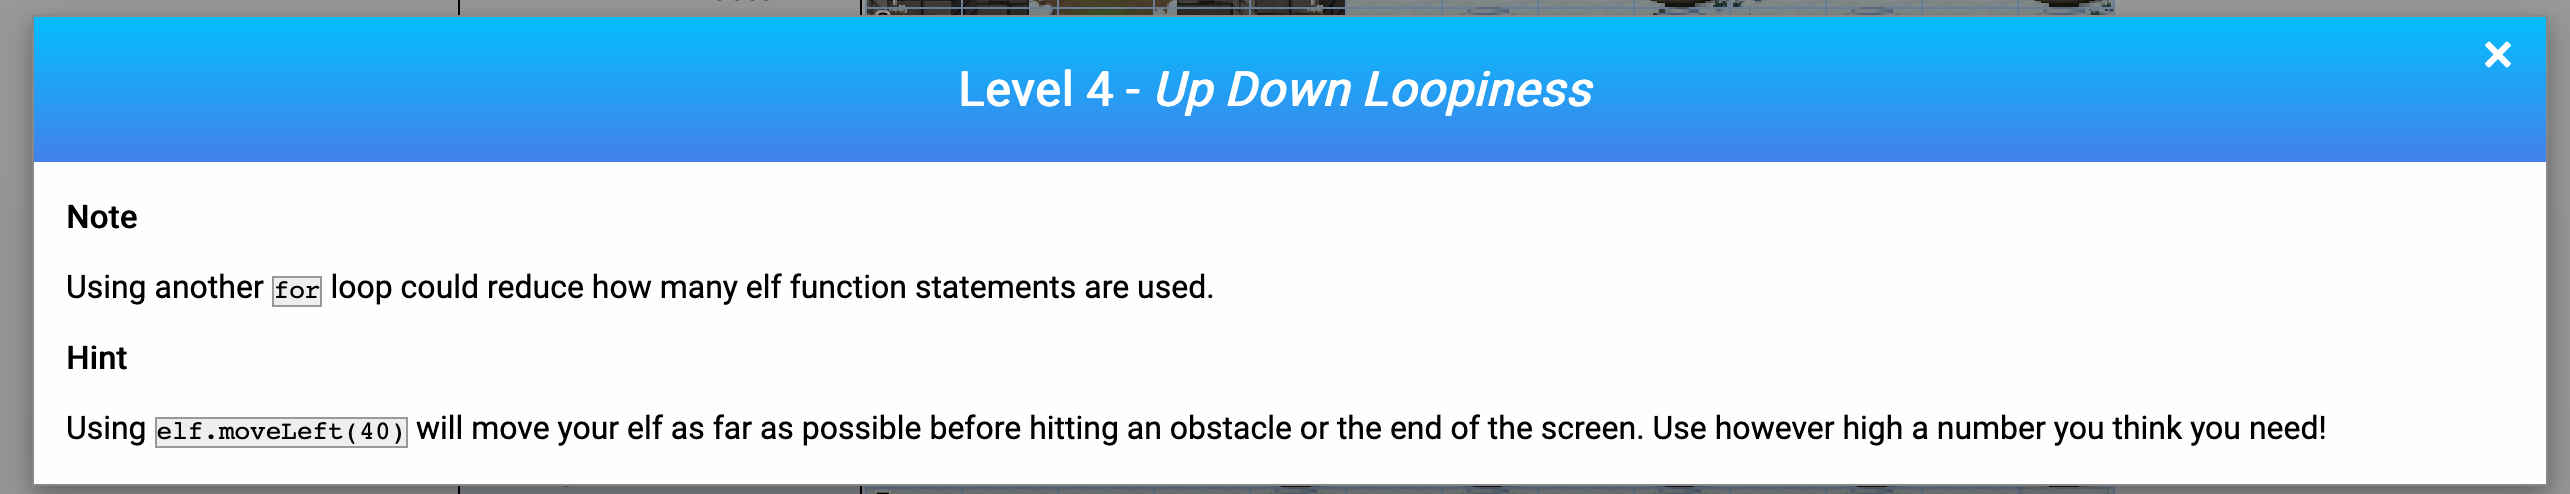 Level 4 - Up Down Loopiness
Note
Using another for loop could reduce how many elf function statements are used.
Hint
Using elf.moveLeft(40) will move your elf as far as possible before hitting an obstacle or the end of the screen. Use however high a number you think you need!